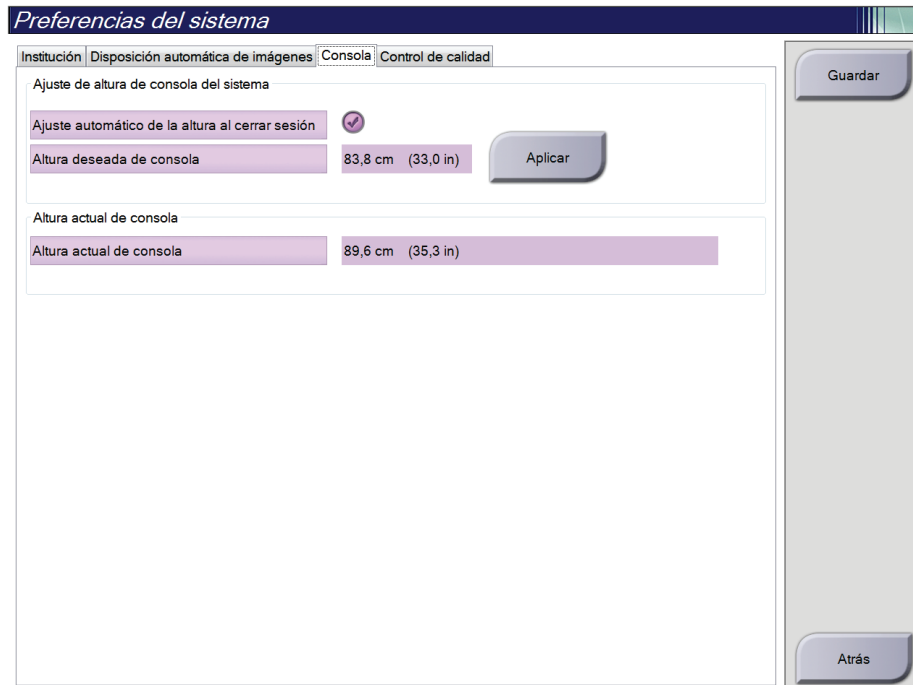 Preferencias del sistema
Institución Disposición automática de imágenes Consola Control de calidad
Guardar
Ajuste de altura de consola del sistema
Ajuste automático de la altura al cerrar sesión
Altura deseada de consola 83,8 cm (33,0 in) Aplicar
Altura actual de consola
Altura actual de consola 89,6 cm (35,3 in)
Atrás